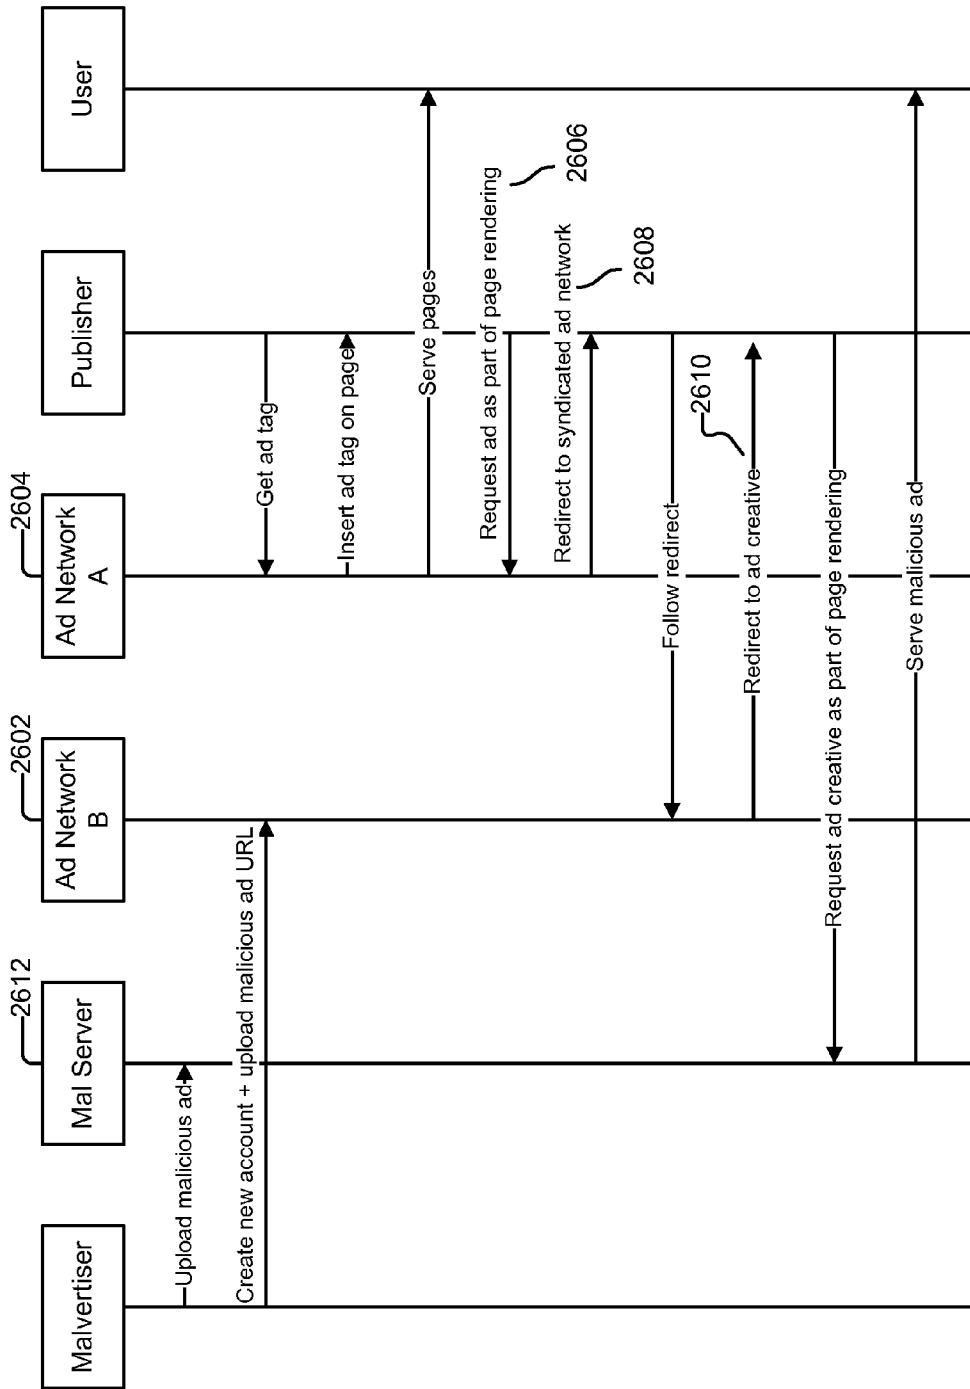 2612
2602
2604
Malvertiser
Mal Server
Ad Network
B
Ad Network
A
Publisher
User
Upload malicious ad
Create new account + upload malicious ad URL
Get ad tag
Insert ad tag on page
Serve pages
Request ad as part of page rendering
2606
Redirect to syndicated ad network
2608
Follow redirect
2610
Redirect to ad creative
Request ad creative as part of page rendering
Serve malicious ad